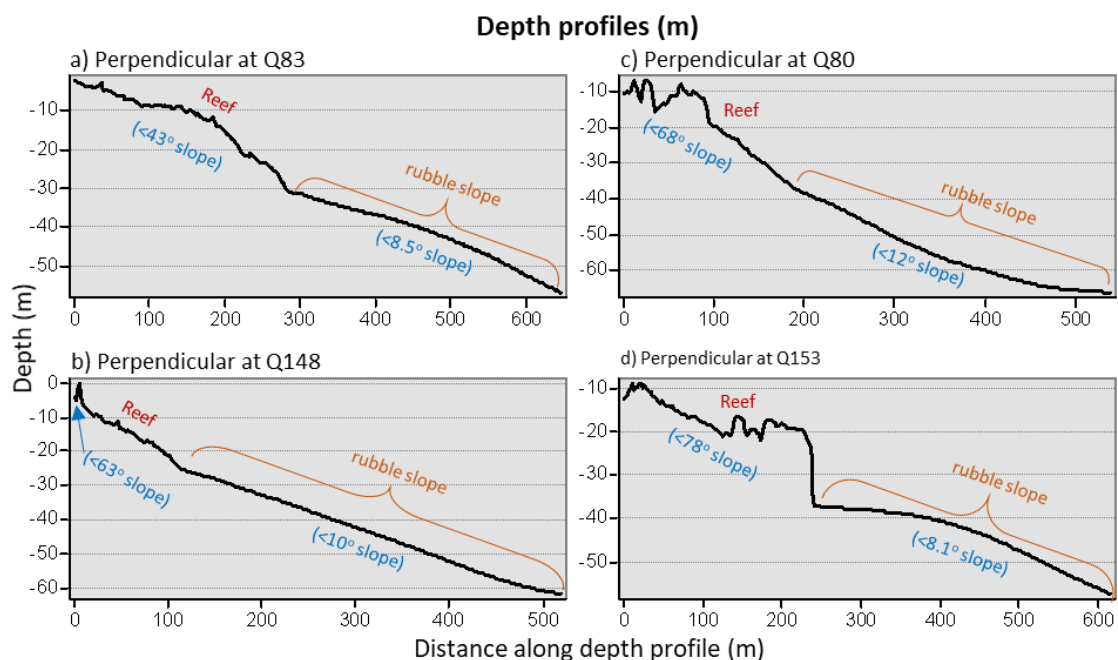 Depth profiles (m)
a) Perpendicular at Q83
-10
-20
-30
-40
-50
0 100 200 300 400 500 600
Reef
(<43° slope)
rubble slope
(<8.5° slope)
c) Perpendicular at Q80
-10
-20
-30
-40
-50
-60
0 100 200 300 400 500
Reef
(<68° slope)
rubble slope
(<12° slope)
Depth (m)
b) Perpendicular at Q148
0
-10
-20
-30
-40
-50
-60
0 100 200 300 400 500
Reef
(<63° slope)
rubble slope
(<10° slope)
d) Perpendicular at Q153
-10
-20
-30
-40
-50
0 100 200 300 400 500 600
Reef
(<78° slope)
rubble slope
(<8.1° slope)
Distance along depth profile (m)